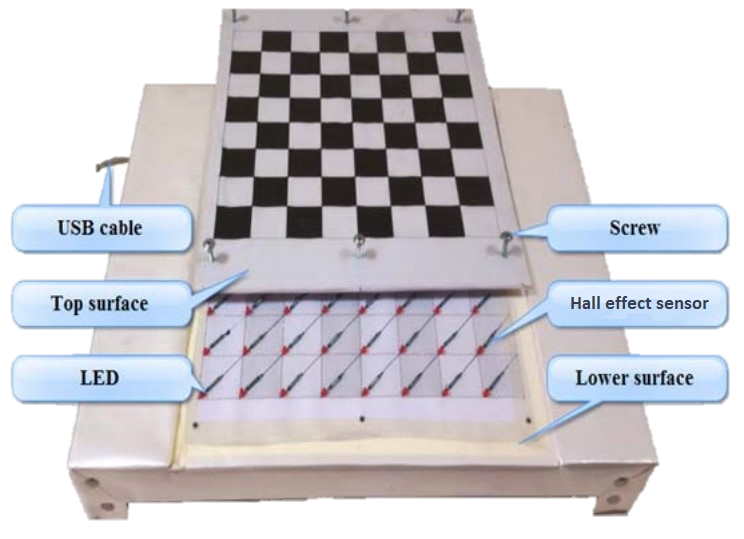 USB cable
Screw
Top surface
Hall effect sensor
LED
Lower surface